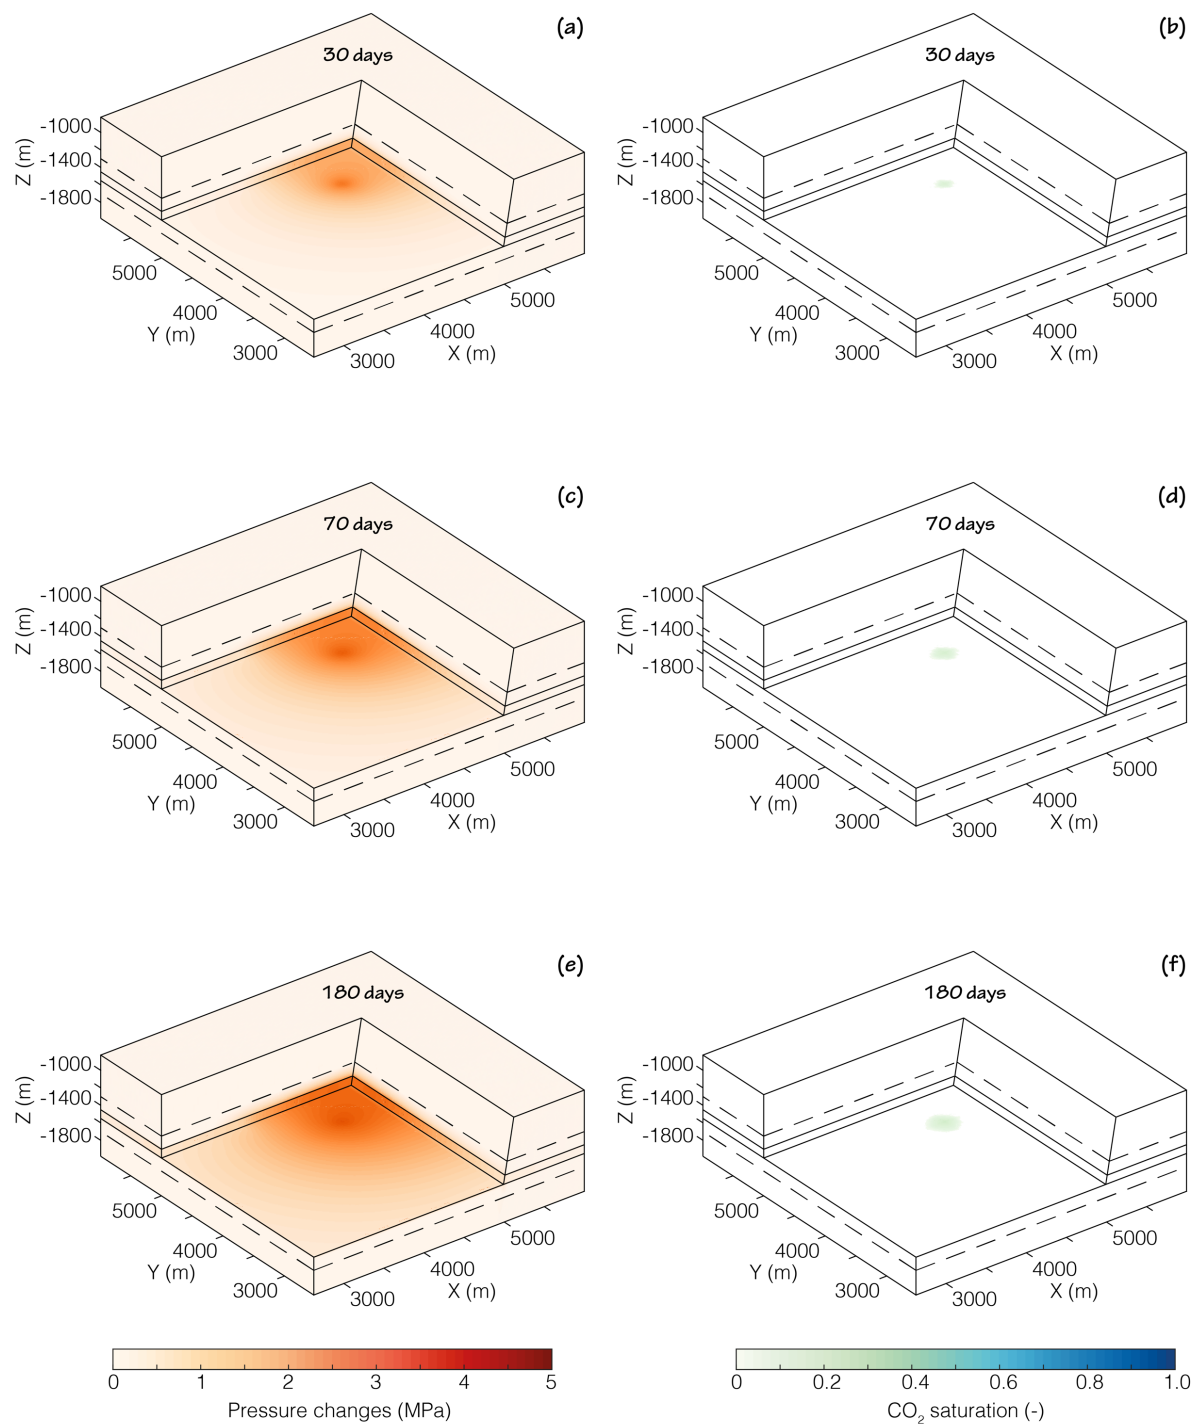 (a)
30 days
-1000
-1400
-1800
Z (m)
5000
4000
3000
Y (m)
3000
4000
5000
X (m)
(b)
30 days
-1000
-1400
-1800
Z (m)
5000
4000
3000
Y (m)
3000
4000
5000
X (m)
(c)
70 days
-1000
-1400
-1800
Z (m)
5000
4000
3000
Y (m)
3000
4000
5000
X (m)
(d)
70 days
-1000
-1400
-1800
Z (m)
5000
4000
3000
Y (m)
3000
4000
5000
X (m)
(e)
180 days
-1000
-1400
-1800
Z (m)
5000
4000
3000
Y (m)
3000
4000
5000
X (m)
(f)
180 days
-1000
-1400
-1800
Z (m)
5000
4000
3000
Y (m)
3000
4000
5000
X (m)
0 1 2 3 4 5
Pressure changes (MPa)
0 0.2 0.4 0.6 0.8 1.0
CO₂ saturation (-)